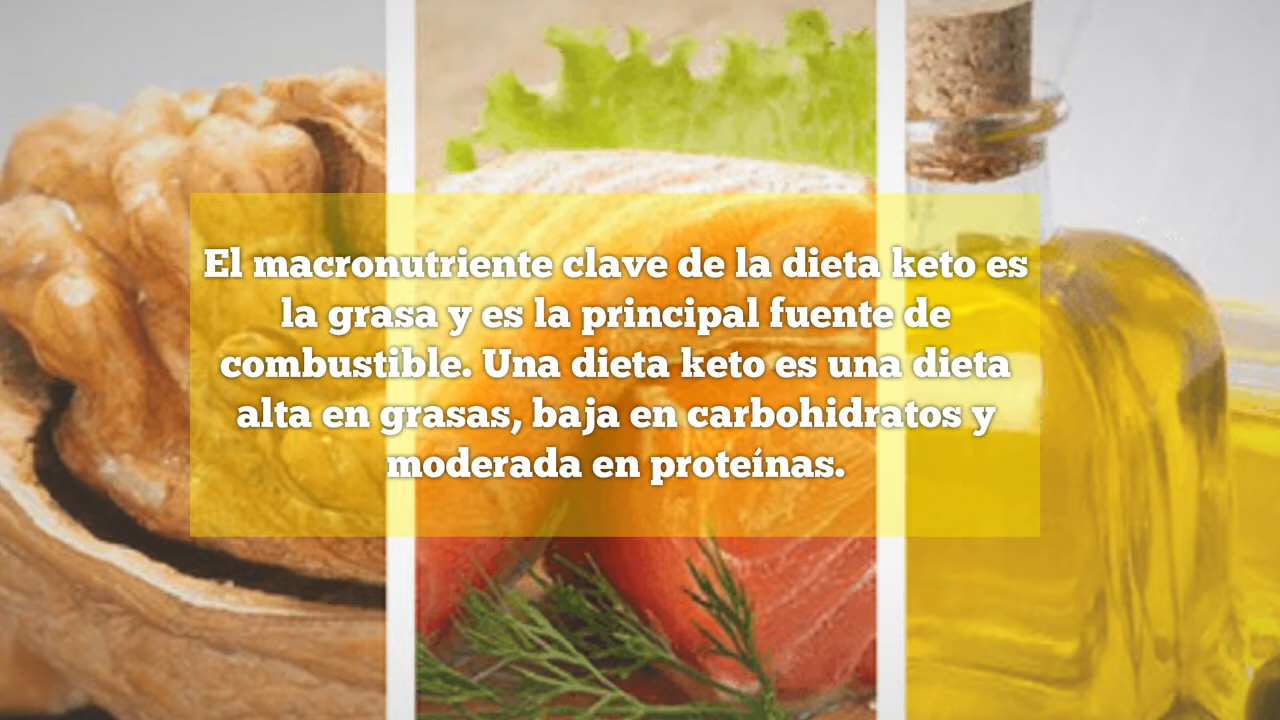 El macronutriente clave de la dieta keto es
la grasa y es la principal fuente de
combustible. Una dieta keto es una dieta
alta en grasas, baja en carbohidratos y
moderada en proteínas.